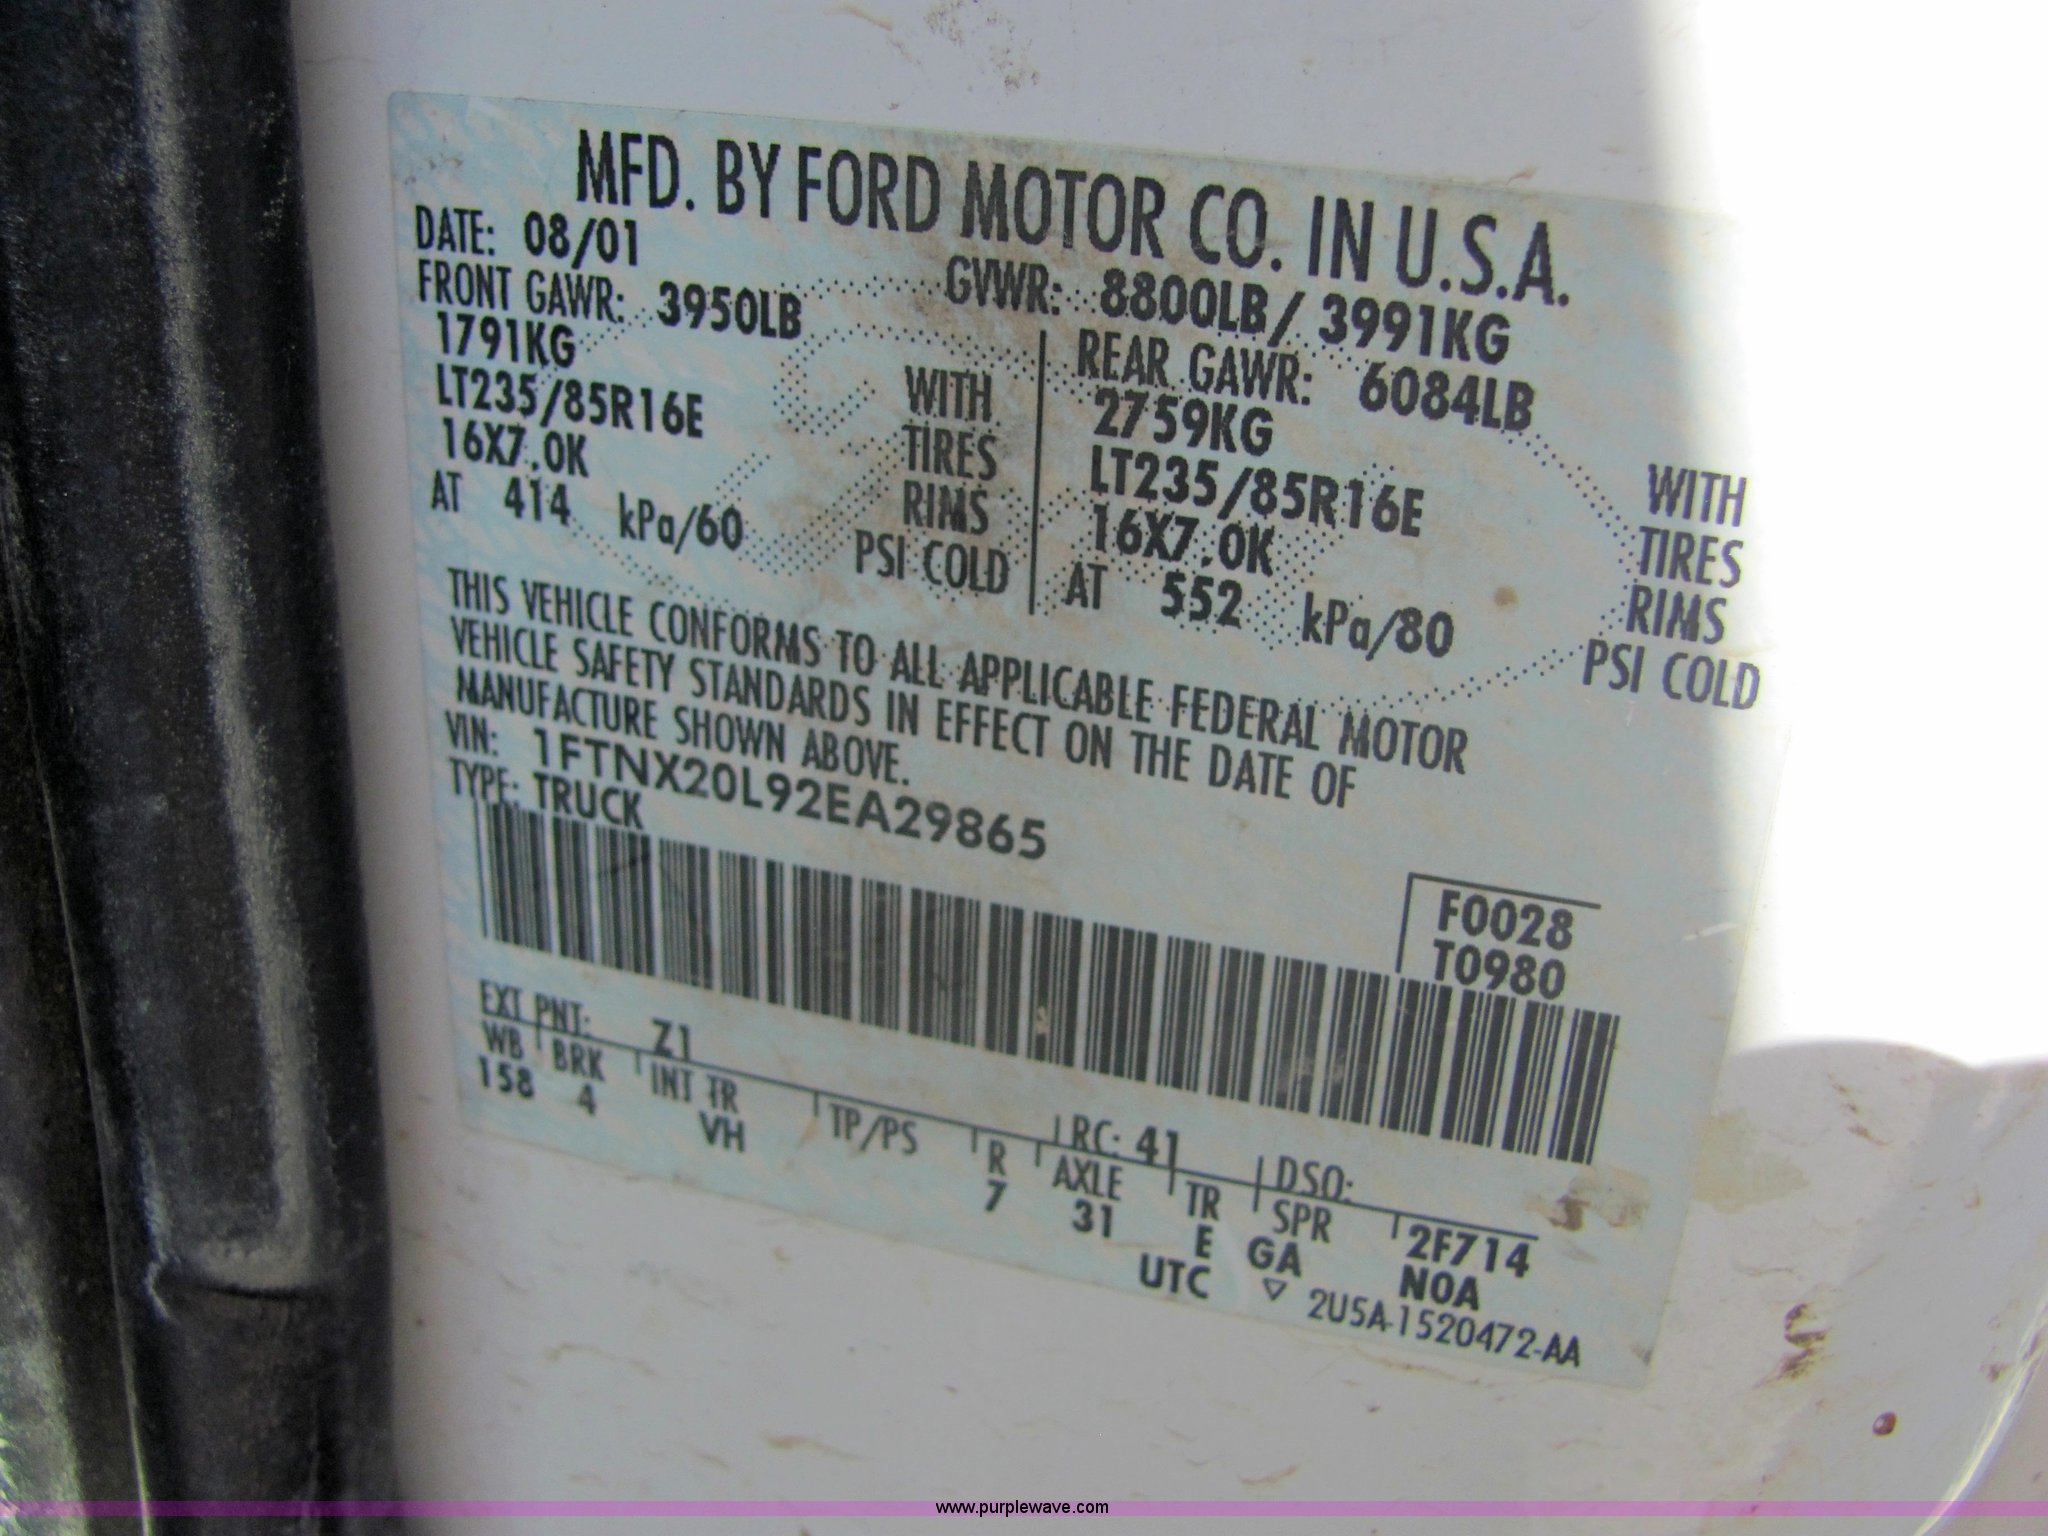 MFD. BY FORD MOTOR CO. IN U.S.A.
DATE: 08/01
GVWR: 8800LB/ 3991KG
FRONT GAWR: 3950LB
1791KG
WITH
LT235/85R16E
TIRES
16X7.0K
RIMS
AT 414 kPa/60
PSI COLD
REAR GAWR: 6084LB
2759KG
WITH
LT235/85R16E
TIRES
16X7.0K
RIMS
AT 552 kPa/80
PSI COLD
THIS VEHICLE CONFORMS TO ALL APPLICABLE FEDERAL MOTOR
VEHICLE SAFETY STANDARDS IN EFFECT ON THE DATE OF
MANUFACTURE SHOWN ABOVE.
VIN: 1FTNX20L92EA29865
TYPE: TRUCK
F0028
T0980
EXT PNT: Z1
RC: 41
DSO:
WB BRK INT TR TP/PS R AXLE TR SPR 2F714
158 4 VH 7 31 E GA N0A
UTC ▽ 2U5A-1520472-AA
www.purplewave.com